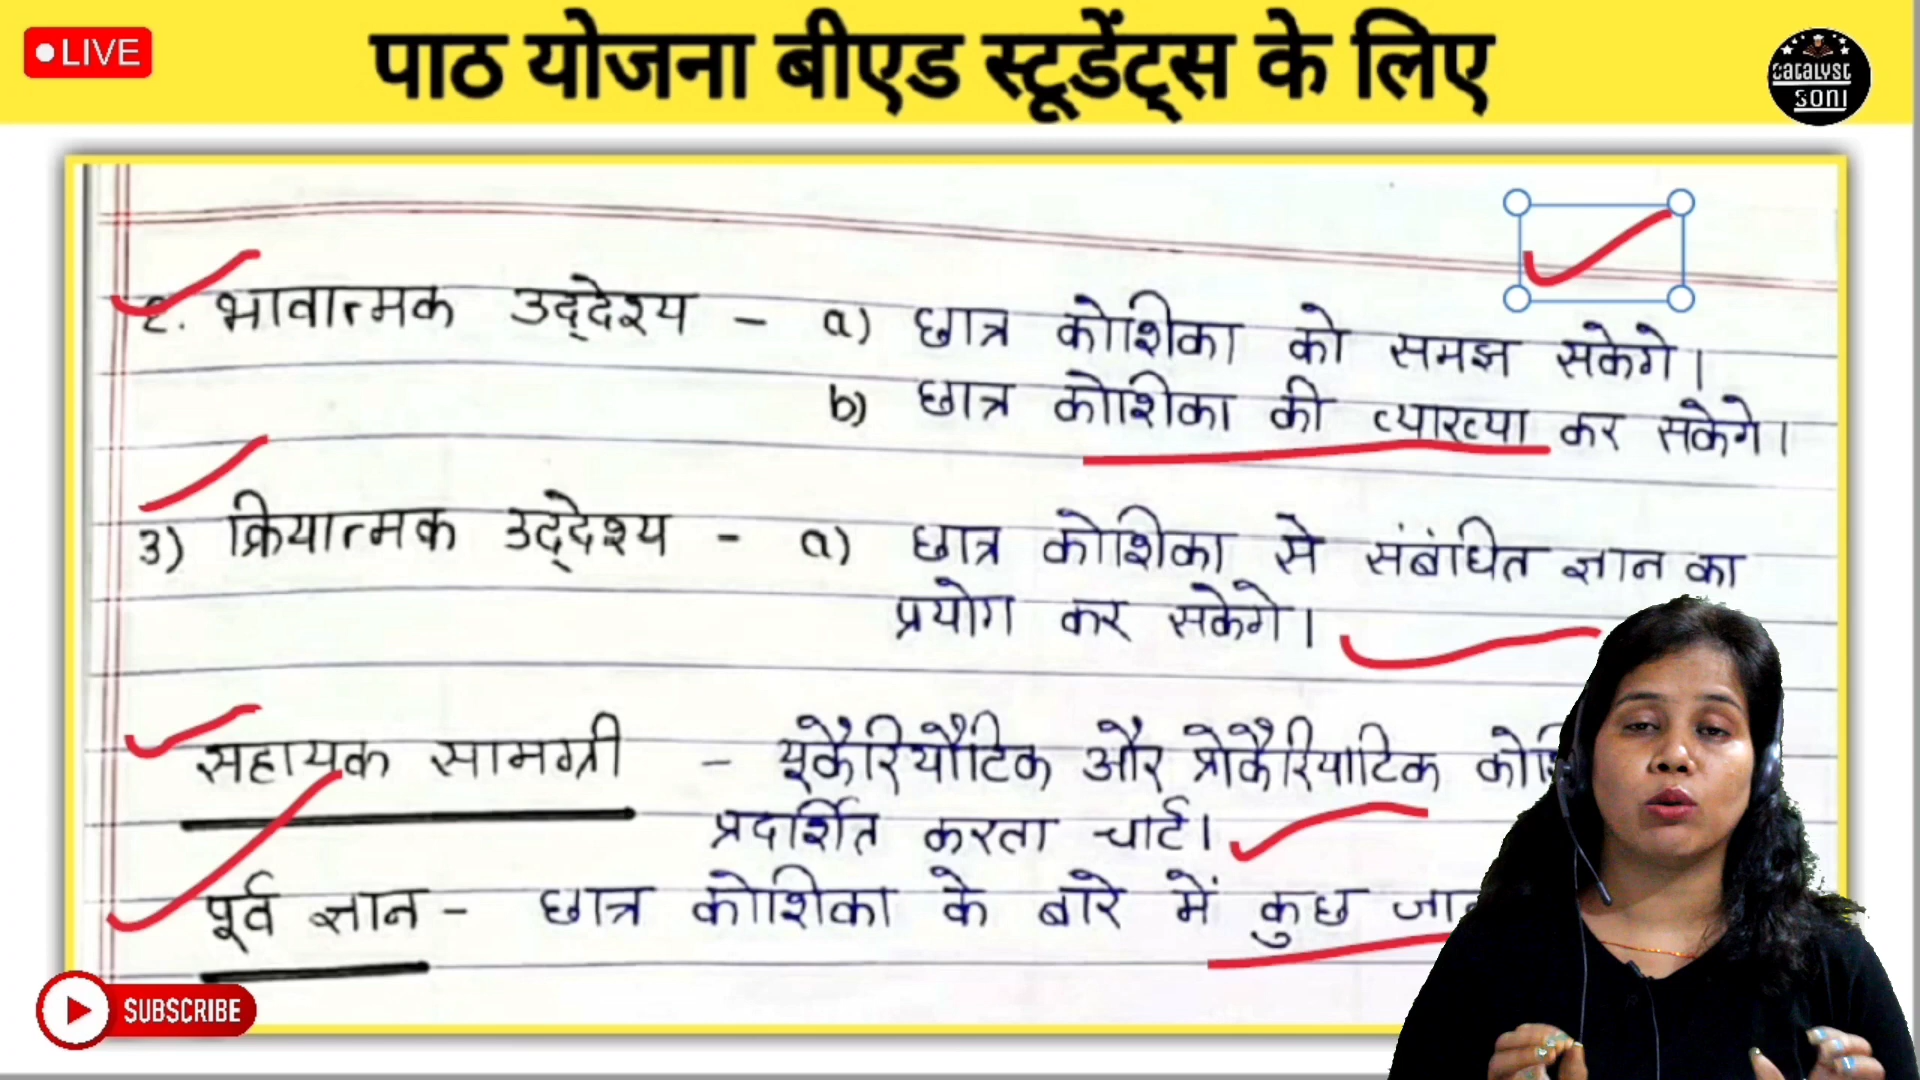 LIVE
पाठ योजना बीएड स्टूडेंट्स के लिए
catalyst
soni
2. भावात्मक उद्देश्य - a) छात्र कोशिका को समझ सकेगे।
b) छात्र कोशिका की व्याख्या कर सकेगे।
3) क्रियात्मक उद्देश्य - a) छात्र कोशिका से संबंधित ज्ञान का
प्रयोग कर सकेगे।
सहायक सामग्री - यूकैरियौटिक और प्रोकैरियाटिक
प्रदर्शित करता चार्ट।
पूर्व ज्ञान - छात्र कोशिका के बारे में कुछ
SUBSCRIBE